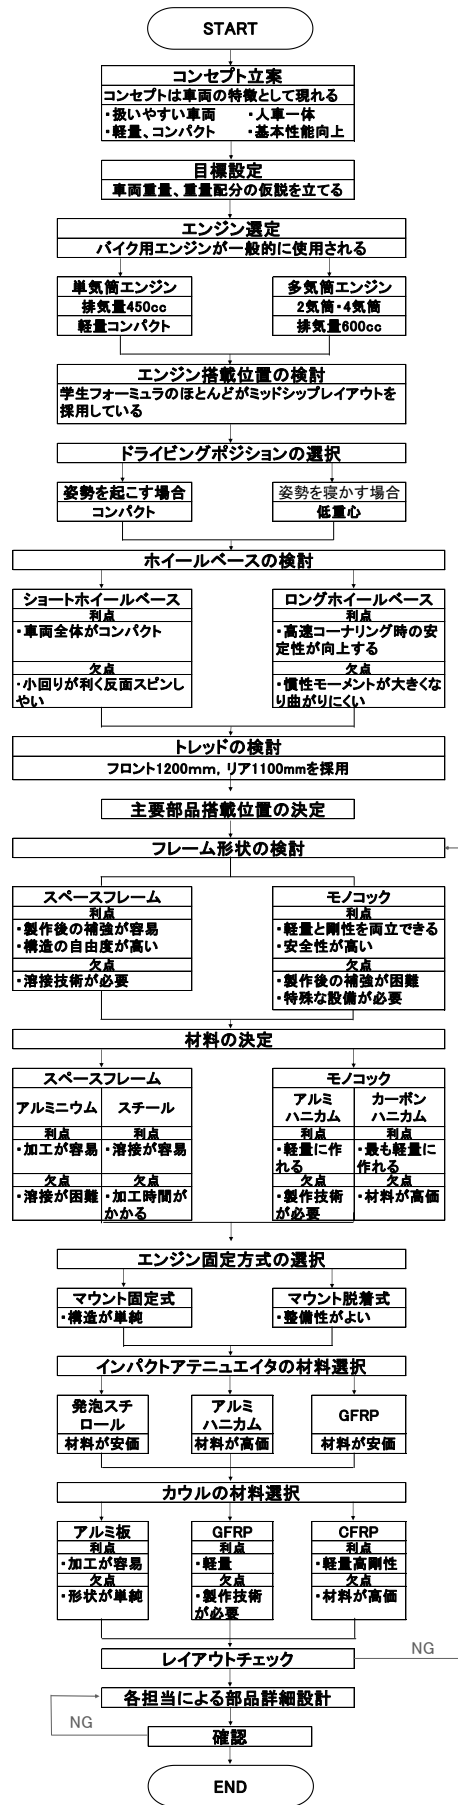 START
コンセプト立案
コンセプトは車両の特徴として現れる
・扱いやすい車両 ・人車一体
・軽量、コンパクト ・基本性能向上
目標設定
車両重量、重量配分の仮説を立てる
エンジン選定
バイク用エンジンが一般的に使用される
単気筒エンジン
排気量450cc
軽量コンパクト
多気筒エンジン
2気筒・4気筒
排気量600cc
エンジン搭載位置の検討
学生フォーミュラのほとんどがミッドシップレイアウトを
採用している
ドライビングポジションの選択
姿勢を起こす場合
コンパクト
姿勢を寝かす場合
低重心
ホイールベースの検討
ショートホイールベース
利点
・車両全体がコンパクト
欠点
・小回りが利く反面スピンし
やい
ロングホイールベース
利点
・高速コーナリング時の安
定性が向上する
欠点
・慣性モーメントが大きくな
り曲がりにくい
トレッドの検討
フロント1200mm，リア1100mmを採用
主要部品搭載位置の決定
フレーム形状の検討
スペースフレーム
利点
・製作後の補強が容易
・構造の自由度が高い
欠点
・溶接技術が必要
モノコック
利点
・軽量と剛性を両立できる
・安全性が高い
欠点
・製作後の補強が困難
・特殊な設備が必要
材料の決定
スペースフレーム
アルミニウム
利点
・加工が容易
欠点
・溶接が困難
スチール
利点
・溶接が容易
欠点
・加工時間が
かかる
モノコック
アルミ
ハニカム
利点
・軽量に作
れる
欠点
・製作技術
が必要
カーボン
ハニカム
利点
・最も軽量に
作れる
欠点
・材料が高価
エンジン固定方式の選択
マウント固定式
・構造が単純
マウント脱着式
・整備性がよい
インパクトアテニュエイタの材料選択
発泡スチ
ロール
材料が安価
アルミ
ハニカム
材料が高価
GFRP
材料が安価
カウルの材料選択
アルミ板
利点
・加工が容易
欠点
・形状が単純
GFRP
利点
・軽量
欠点
・製作技術
が必要
CFRP
利点
・軽量高剛性
欠点
・材料が高価
レイアウトチェック
NG
各担当による部品詳細設計
NG
確認
END